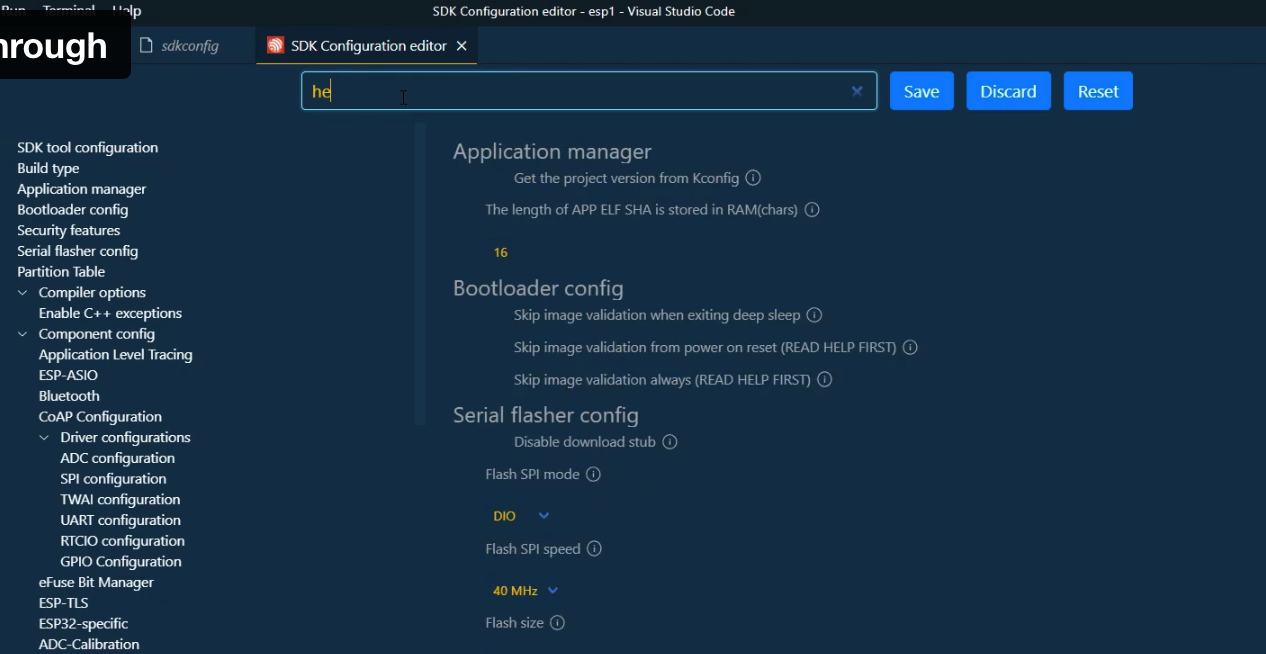 Run Terminal Help
SDK Configuration editor - esp1 - Visual Studio Code
hrough
sdkconfig
SDK Configuration editor
he
Save
Discard
Reset
SDK tool configuration
Build type
Application manager
Bootloader config
Security features
Serial flasher config
Partition Table
Compiler options
Enable C++ exceptions
Component config
Application Level Tracing
ESP-ASIO
Bluetooth
CoAP Configuration
Driver configurations
ADC configuration
SPI configuration
TWAI configuration
UART configuration
RTCIO configuration
GPIO Configuration
eFuse Bit Manager
ESP-TLS
ESP32-specific
ADC-Calibration
Application manager
Get the project version from Kconfig
The length of APP ELF SHA is stored in RAM(chars)
16
Bootloader config
Skip image validation when exiting deep sleep
Skip image validation from power on reset (READ HELP FIRST)
Skip image validation always (READ HELP FIRST)
Serial flasher config
Disable download stub
Flash SPI mode
DIO
Flash SPI speed
40 MHz
Flash size